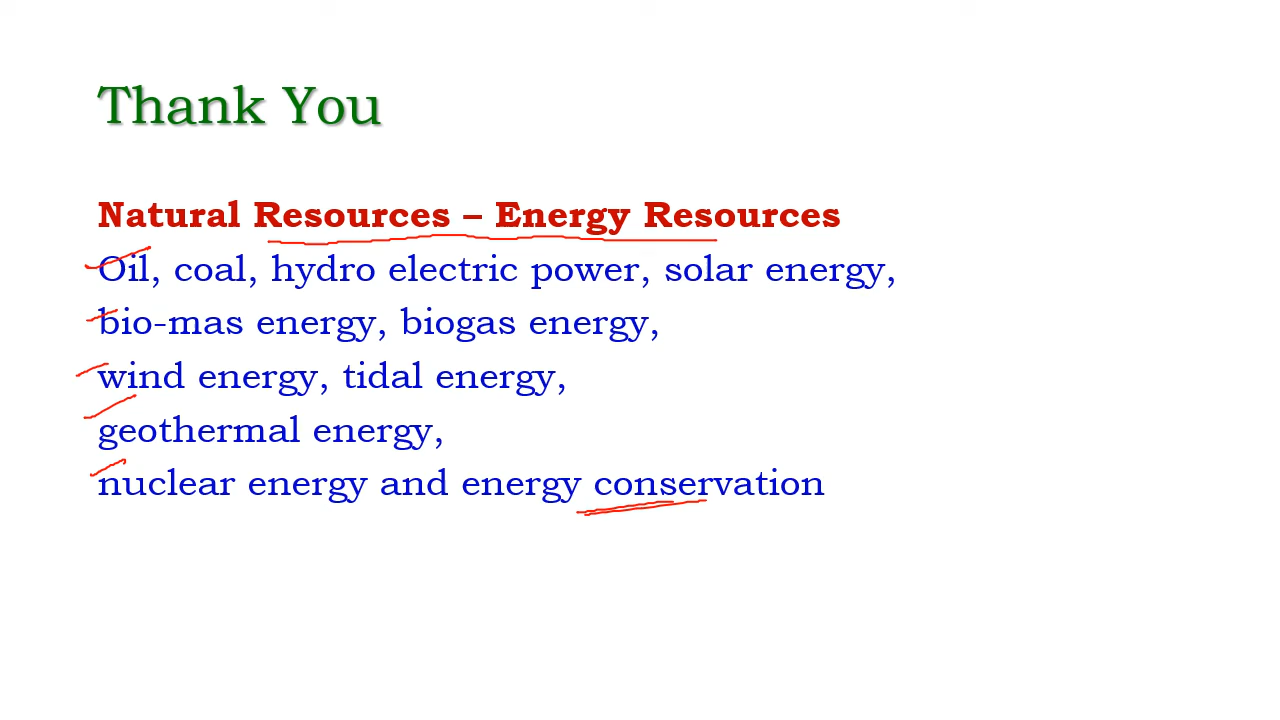 Thank You
Natural Resources – Energy Resources
Oil, coal, hydro electric power, solar energy,
bio-mas energy, biogas energy,
wind energy, tidal energy,
geothermal energy,
nuclear energy and energy conservation